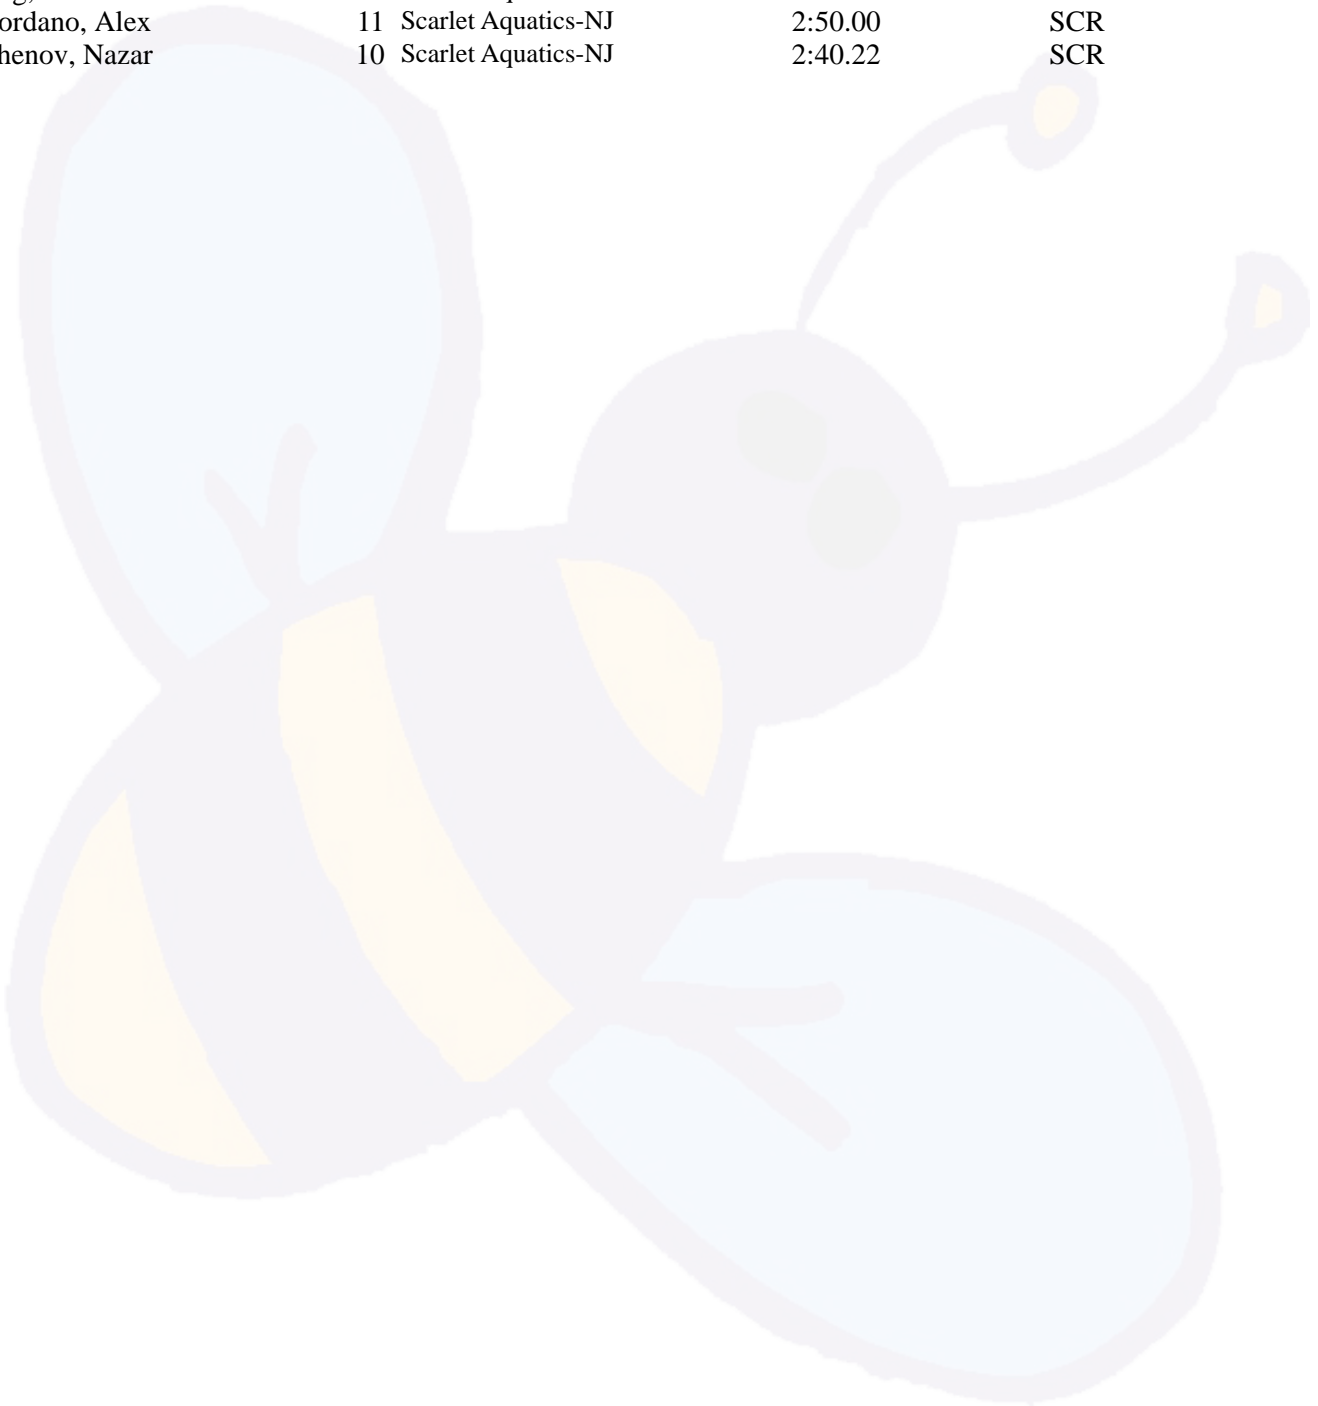 ordano, Alex 11 Scarlet Aquatics-NJ 2:50.00 SCR
henov, Nazar 10 Scarlet Aquatics-NJ 2:40.22 SCR